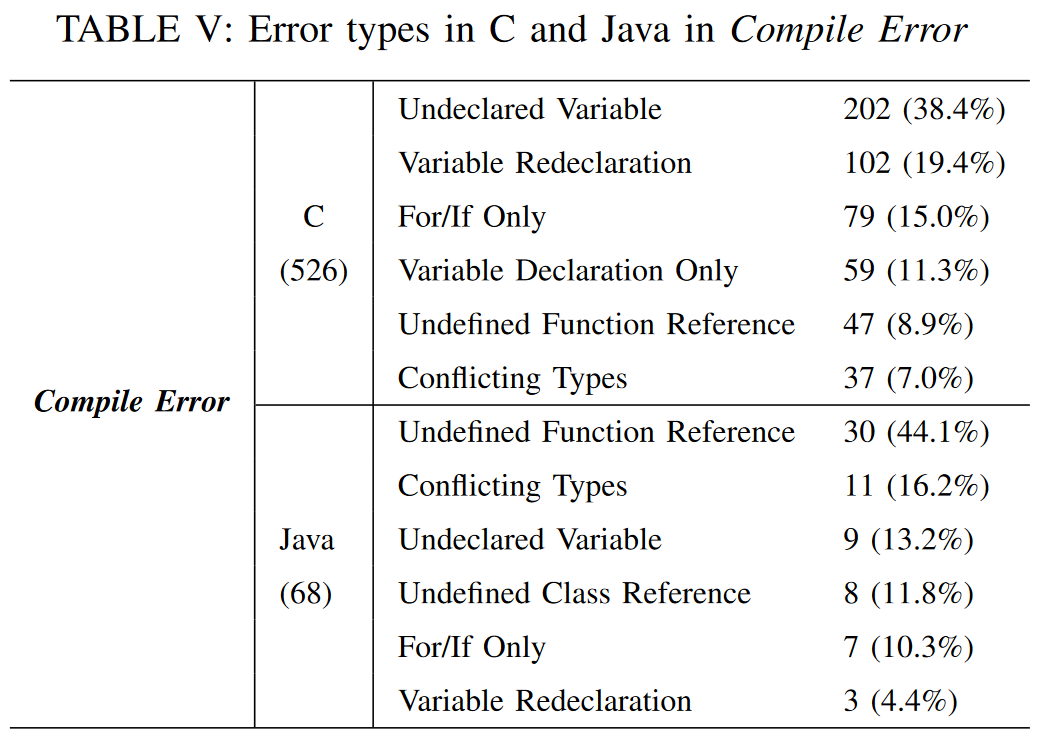 TABLE V: Error types in C and Java in Compile Error
Compile Error
C
(526)
Undeclared Variable 202 (38.4%)
Variable Redeclaration 102 (19.4%)
For/If Only 79 (15.0%)
Variable Declaration Only 59 (11.3%)
Undefined Function Reference 47 (8.9%)
Conflicting Types 37 (7.0%)
Java
(68)
Undefined Function Reference 30 (44.1%)
Conflicting Types 11 (16.2%)
Undeclared Variable 9 (13.2%)
Undefined Class Reference 8 (11.8%)
For/If Only 7 (10.3%)
Variable Redeclaration 3 (4.4%)